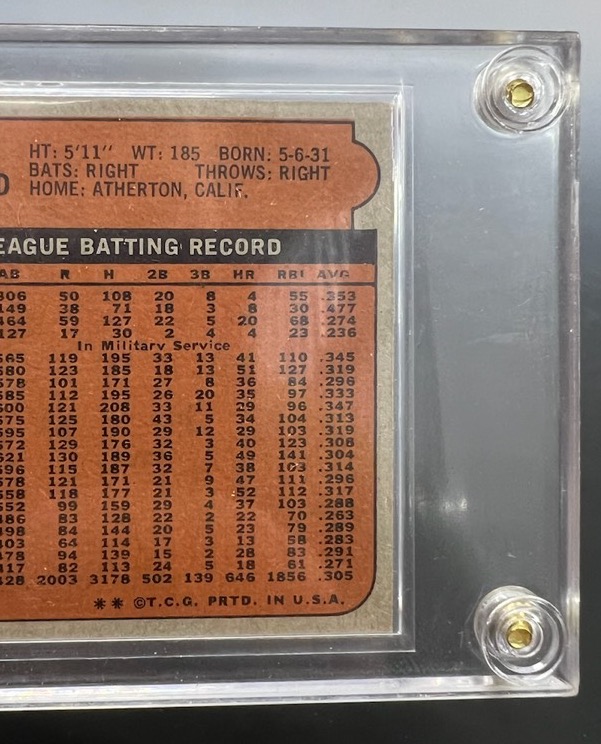 HT: 5'11" WT: 185 BORN: 5-6-31
BATS: RIGHT THROWS: RIGHT
HOME: ATHERTON, CALIF.
EAGUE BATTING RECORD
AB R H 2B 3B HR RBI AVG
306 50 108 20 8 4 55 .353
149 38 71 18 3 8 30 .477
464 59 127 22 5 20 68 .274
127 17 30 2 4 4 23 .236
In Military Service
565 119 195 33 13 41 110 .345
580 123 185 18 13 51 127 .319
578 101 171 27 8 36 84 .296
585 112 195 26 20 35 97 .333
600 121 208 33 11 29 96 .347
575 125 180 43 5 34 104 .313
595 107 190 29 12 29 103 .319
572 129 176 32 3 40 123 .308
621 130 189 36 5 49 141 .304
596 115 187 32 7 38 103 .314
578 121 171 21 9 47 111 .296
558 118 177 21 3 52 112 .317
552 99 159 29 4 37 103 .288
486 83 128 22 2 22 70 .263
498 84 144 20 5 23 79 .289
403 64 114 17 3 13 58 .283
478 94 139 15 2 28 83 .291
417 82 113 24 5 18 61 .271
428 2003 3178 502 139 646 1856 .305
** ©T.C.G. PRTD. IN U.S.A.